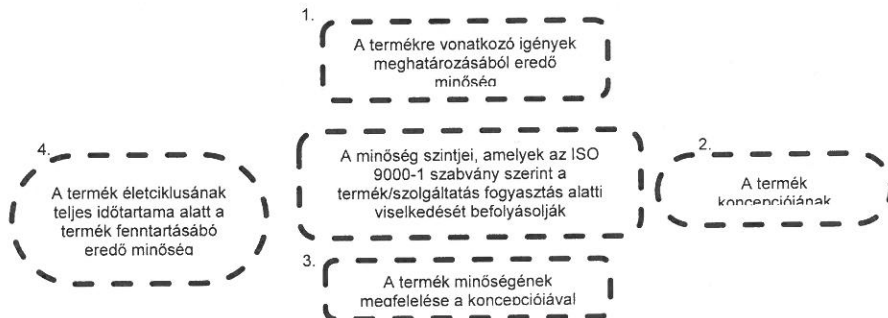 1.
A termékre vonatkozó igények
meghatározásából eredő
minőség
4.
A termék életciklusának
teljes időtartama alatt a
termék fenntartásábó
eredő minőség
A minőség szintjei, amelyek az ISO
9000-1 szabvány szerint a
termék/szolgáltatás fogyasztás alatti
viselkedését befolyásolják
2.
A termék
koncepciójának
3.
A termék minőségének
megfelelése a koncepciójával